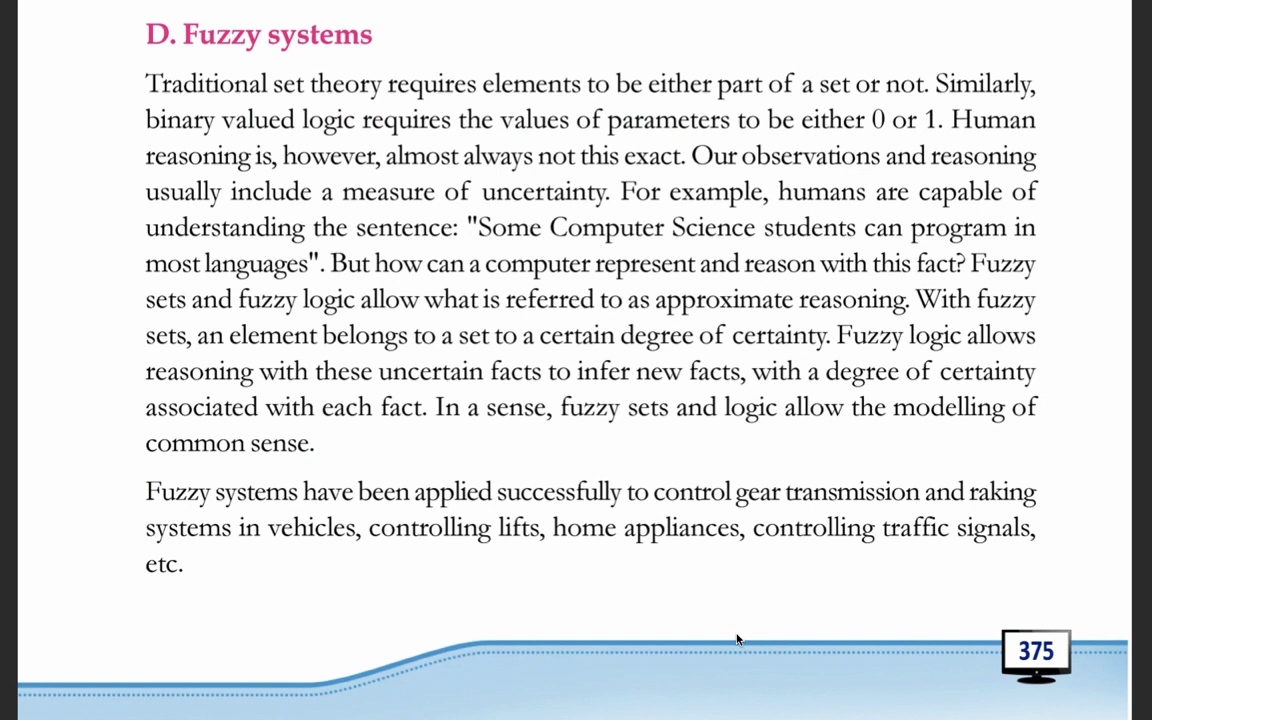 D. Fuzzy systems
Traditional set theory requires elements to be either part of a set or not. Similarly,
binary valued logic requires the values of parameters to be either 0 or 1. Human
reasoning is, however, almost always not this exact. Our observations and reasoning
usually include a measure of uncertainty. For example, humans are capable of
understanding the sentence: "Some Computer Science students can program in
most languages". But how can a computer represent and reason with this fact? Fuzzy
sets and fuzzy logic allow what is referred to as approximate reasoning. With fuzzy
sets, an element belongs to a set to a certain degree of certainty. Fuzzy logic allows
reasoning with these uncertain facts to infer new facts, with a degree of certainty
associated with each fact. In a sense, fuzzy sets and logic allow the modelling of
common sense.
Fuzzy systems have been applied successfully to control gear transmission and raking
systems in vehicles, controlling lifts, home appliances, controlling traffic signals,
etc.
375